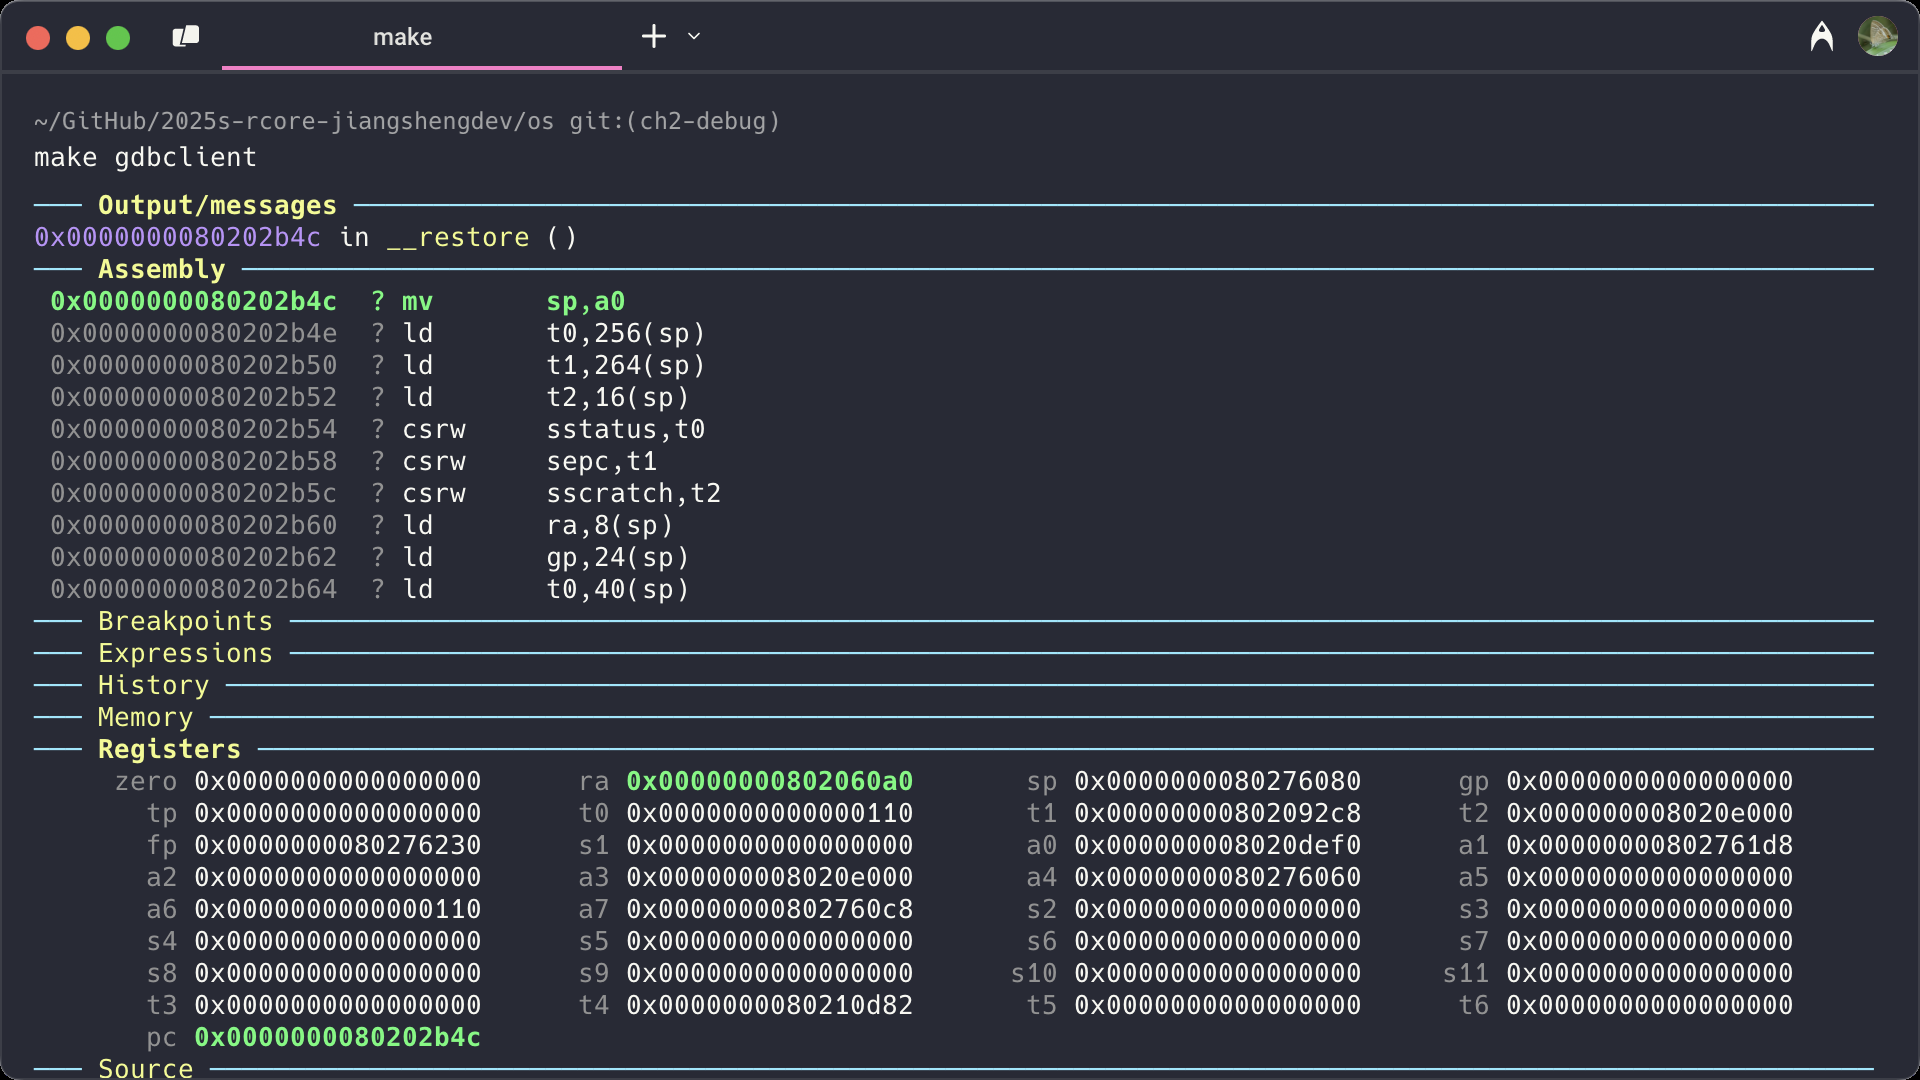 make
~/GitHub/2025s-rcore-jiangshengdev/os git:(ch2-debug)
make gdbclient
Output/messages
0x0000000080202b4c in __restore ()
Assembly
0x0000000080202b4c ? mv sp,a0
0x0000000080202b4e ? ld t0,256(sp)
0x0000000080202b50 ? ld t1,264(sp)
0x0000000080202b52 ? ld t2,16(sp)
0x0000000080202b54 ? csrw sstatus,t0
0x0000000080202b58 ? csrw sepc,t1
0x0000000080202b5c ? csrw sscratch,t2
0x0000000080202b60 ? ld ra,8(sp)
0x0000000080202b62 ? ld gp,24(sp)
0x0000000080202b64 ? ld t0,40(sp)
Breakpoints
Expressions
History
Memory
Registers
zero 0x0000000000000000 ra 0x00000000802060a0 sp 0x0000000080276080 gp 0x0000000000000000
tp 0x0000000000000000 t0 0x0000000000000110 t1 0x00000000802092c8 t2 0x000000008020e000
fp 0x0000000080276230 s1 0x0000000000000000 a0 0x000000008020def0 a1 0x00000000802761d8
a2 0x0000000000000000 a3 0x000000008020e000 a4 0x0000000080276060 a5 0x0000000000000000
a6 0x0000000000000110 a7 0x00000000802760c8 s2 0x0000000000000000 s3 0x0000000000000000
s4 0x0000000000000000 s5 0x0000000000000000 s6 0x0000000000000000 s7 0x0000000000000000
s8 0x0000000000000000 s9 0x0000000000000000 s10 0x0000000000000000 s11 0x0000000000000000
t3 0x0000000000000000 t4 0x0000000080210d82 t5 0x0000000000000000 t6 0x0000000000000000
pc 0x0000000080202b4c
Source